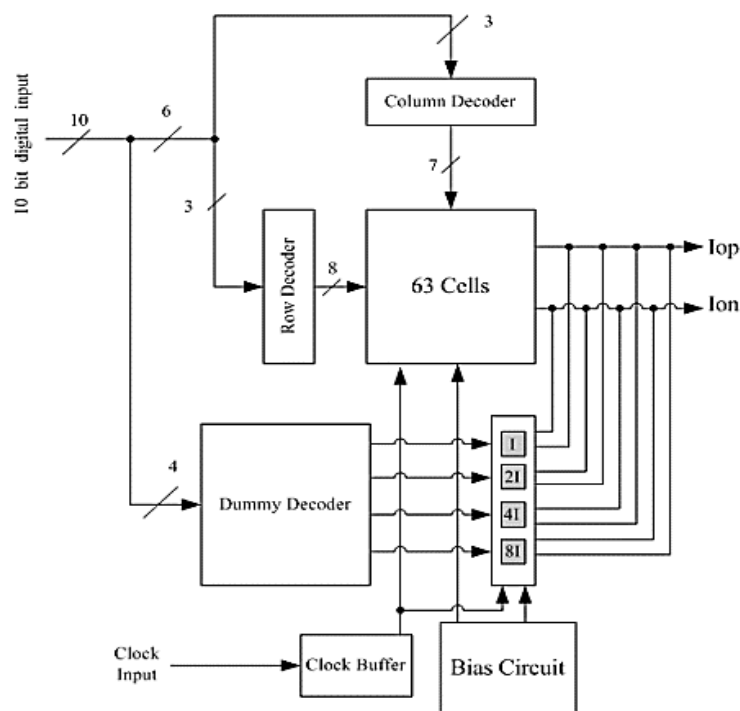 3
Column Decoder
10 bit digital input
10
6
7
3
Row Decoder
8
63 Cells
Iop
Ion
4
Dummy Decoder
I
2I
4I
8I
Clock
Input
Clock Buffer
Bias Circuit